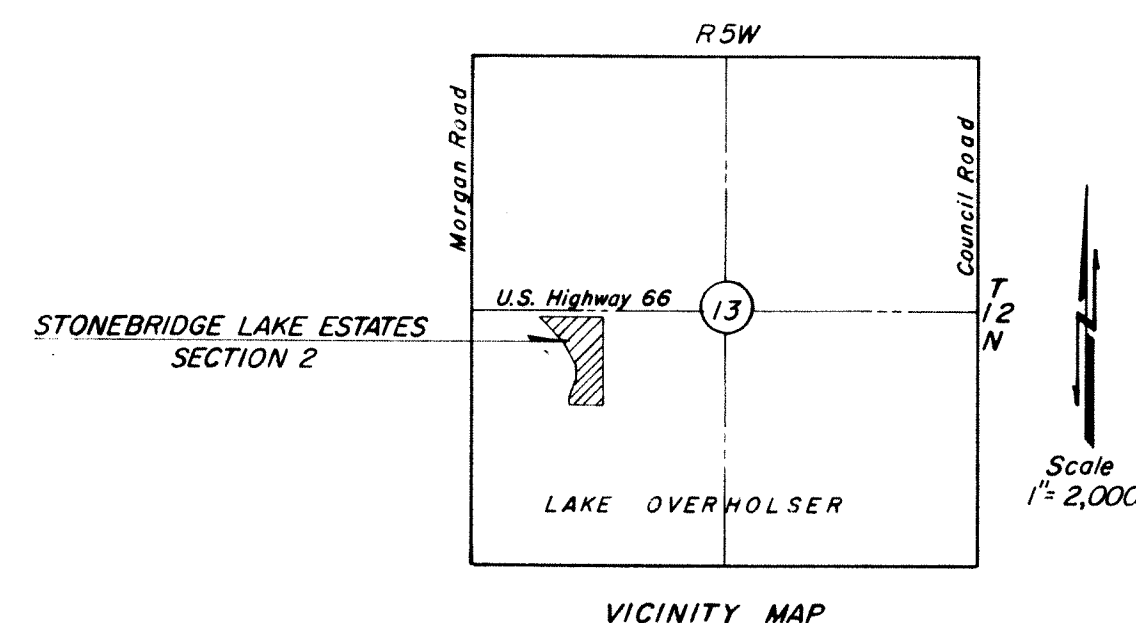 R5W
Morgan Road
Council Road
U.S. Highway 66
13
T
12
N
STONEBRIDGE LAKE ESTATES
SECTION 2
Scale
1"= 2,000
LAKE OVERHOLSER
VICINITY MAP